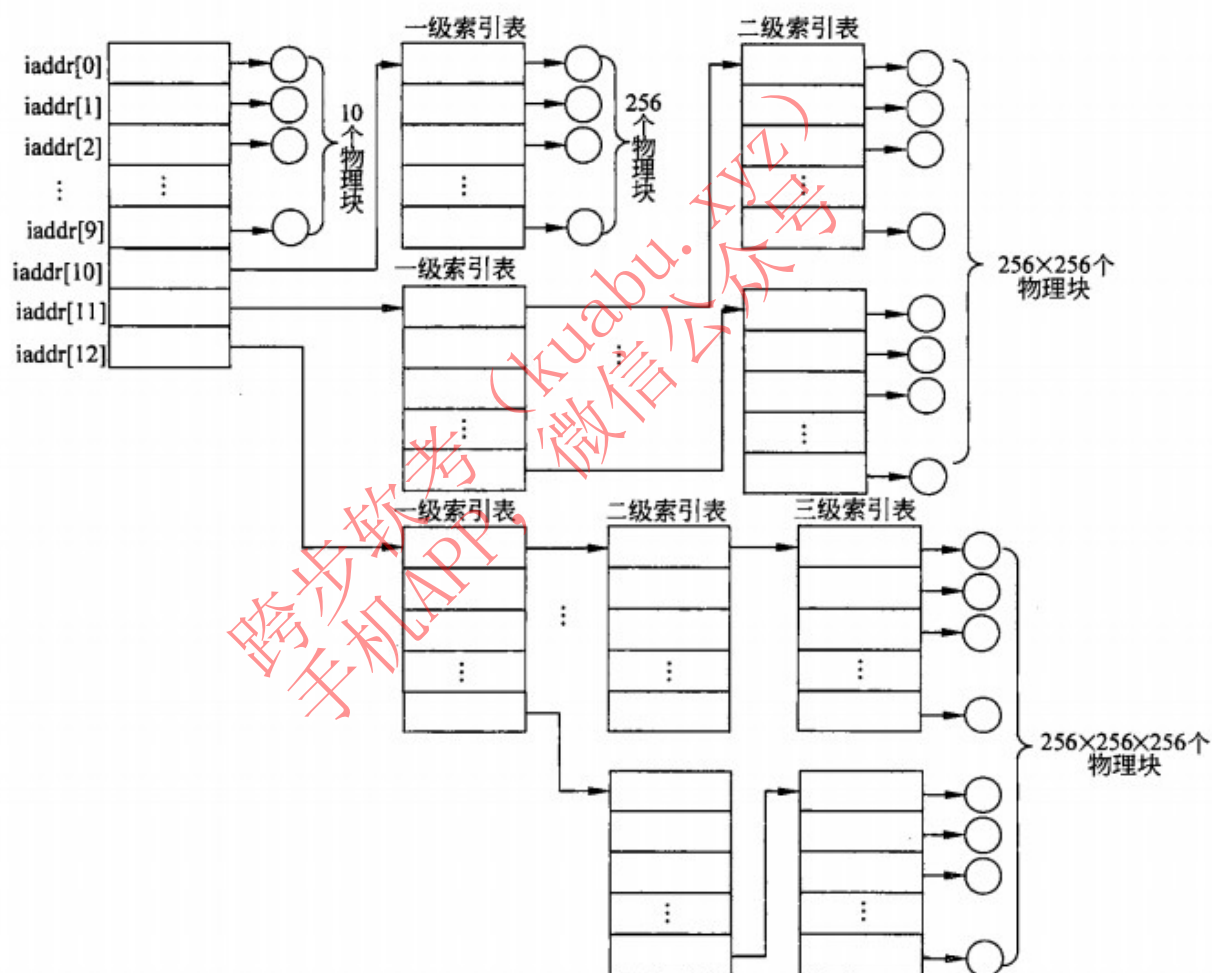 一级索引表
二级索引表
iaddr[0]
iaddr[1]
iaddr[2]
⋮
iaddr[9]
iaddr[10]
iaddr[11]
iaddr[12]
10个物理块
256个物理块
一级索引表
256×256个
物理块
一级索引表
二级索引表
三级索引表
256×256×256个
物理块
跨步软考（kuabu.xyz）
手机APP，微信公众号